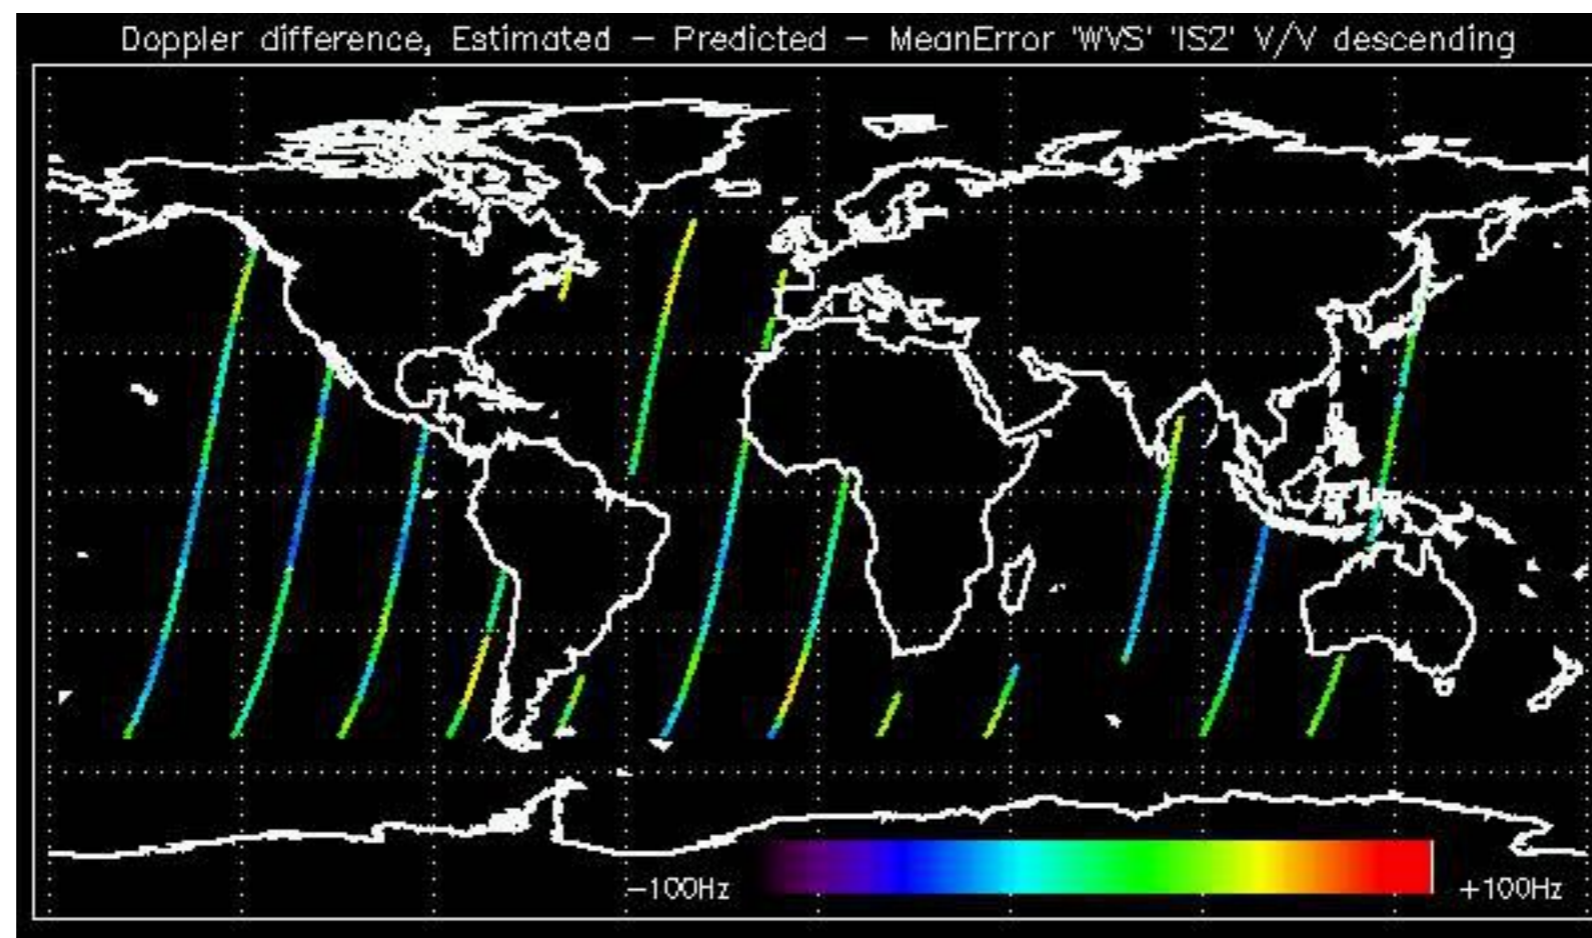 Doppler difference, Estimated – Predicted – MeanError 'WVS' 'IS2' V/V descending
–100Hz
+100Hz